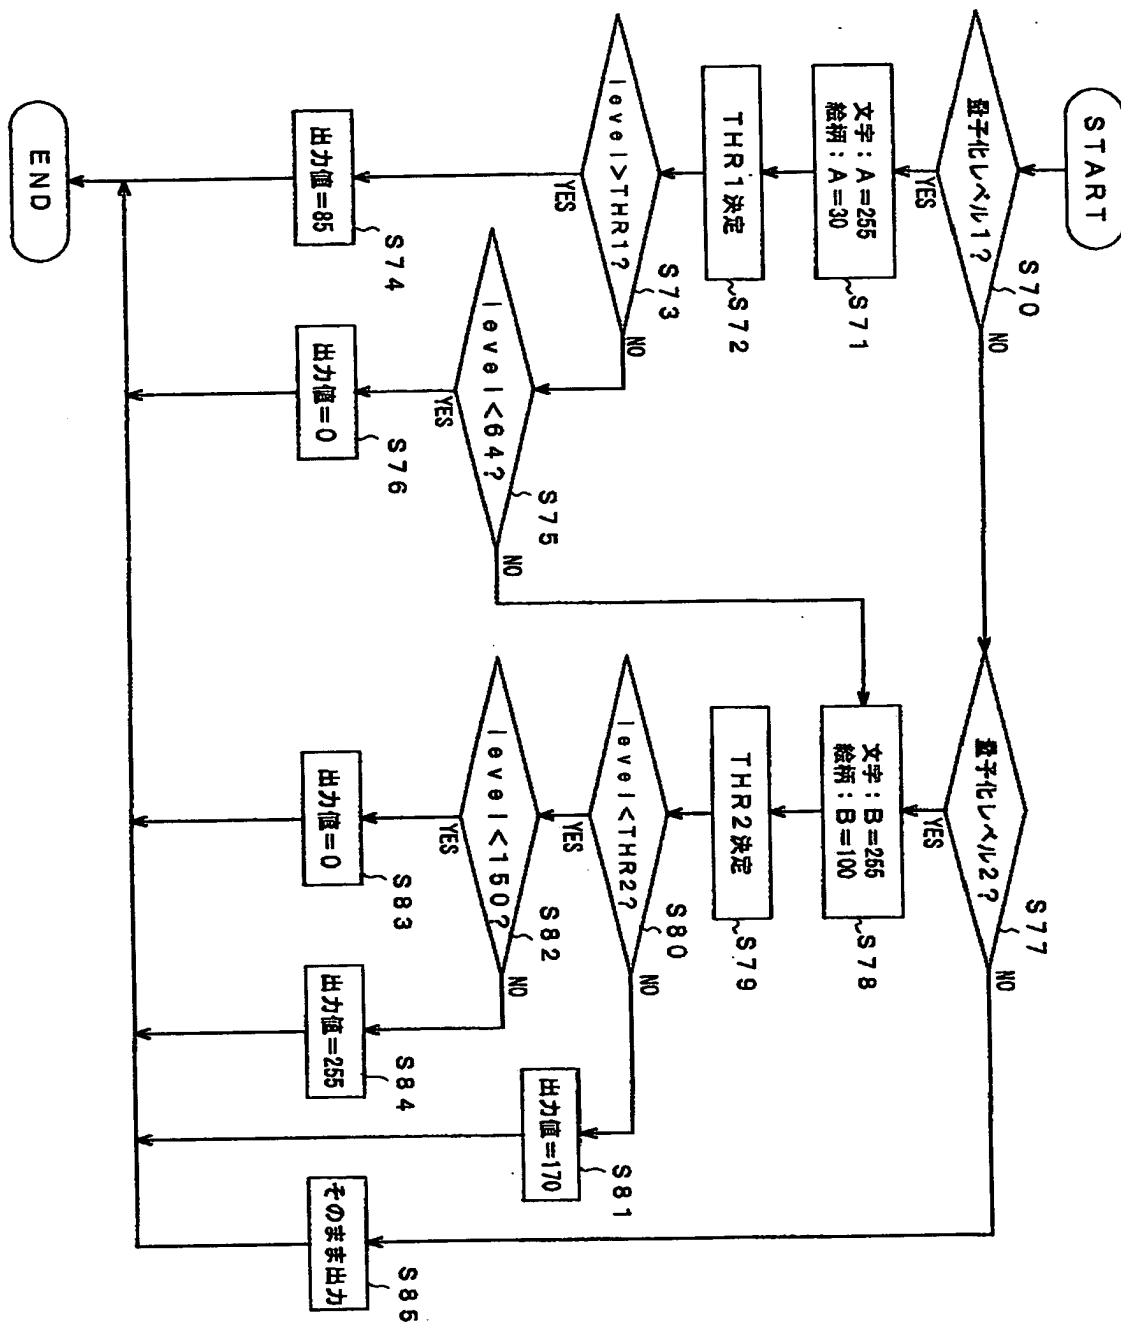 START
量子化レベル1?
S70
YES
NO
文字:A=255
絵柄:A=30
S71
THR1決定
S72
level>THR1?
S73
YES
NO
出力値=85
S74
level<64?
S75
YES
NO
出力値=0
S76
量子化レベル2?
S77
YES
NO
文字:B=255
絵柄:B=100
S78
THR2決定
S79
level<THR2?
S80
YES
NO
出力値=170
S81
level<150?
S82
YES
NO
出力値=0
S83
出力値=255
S84
そのまま出力
S85
END